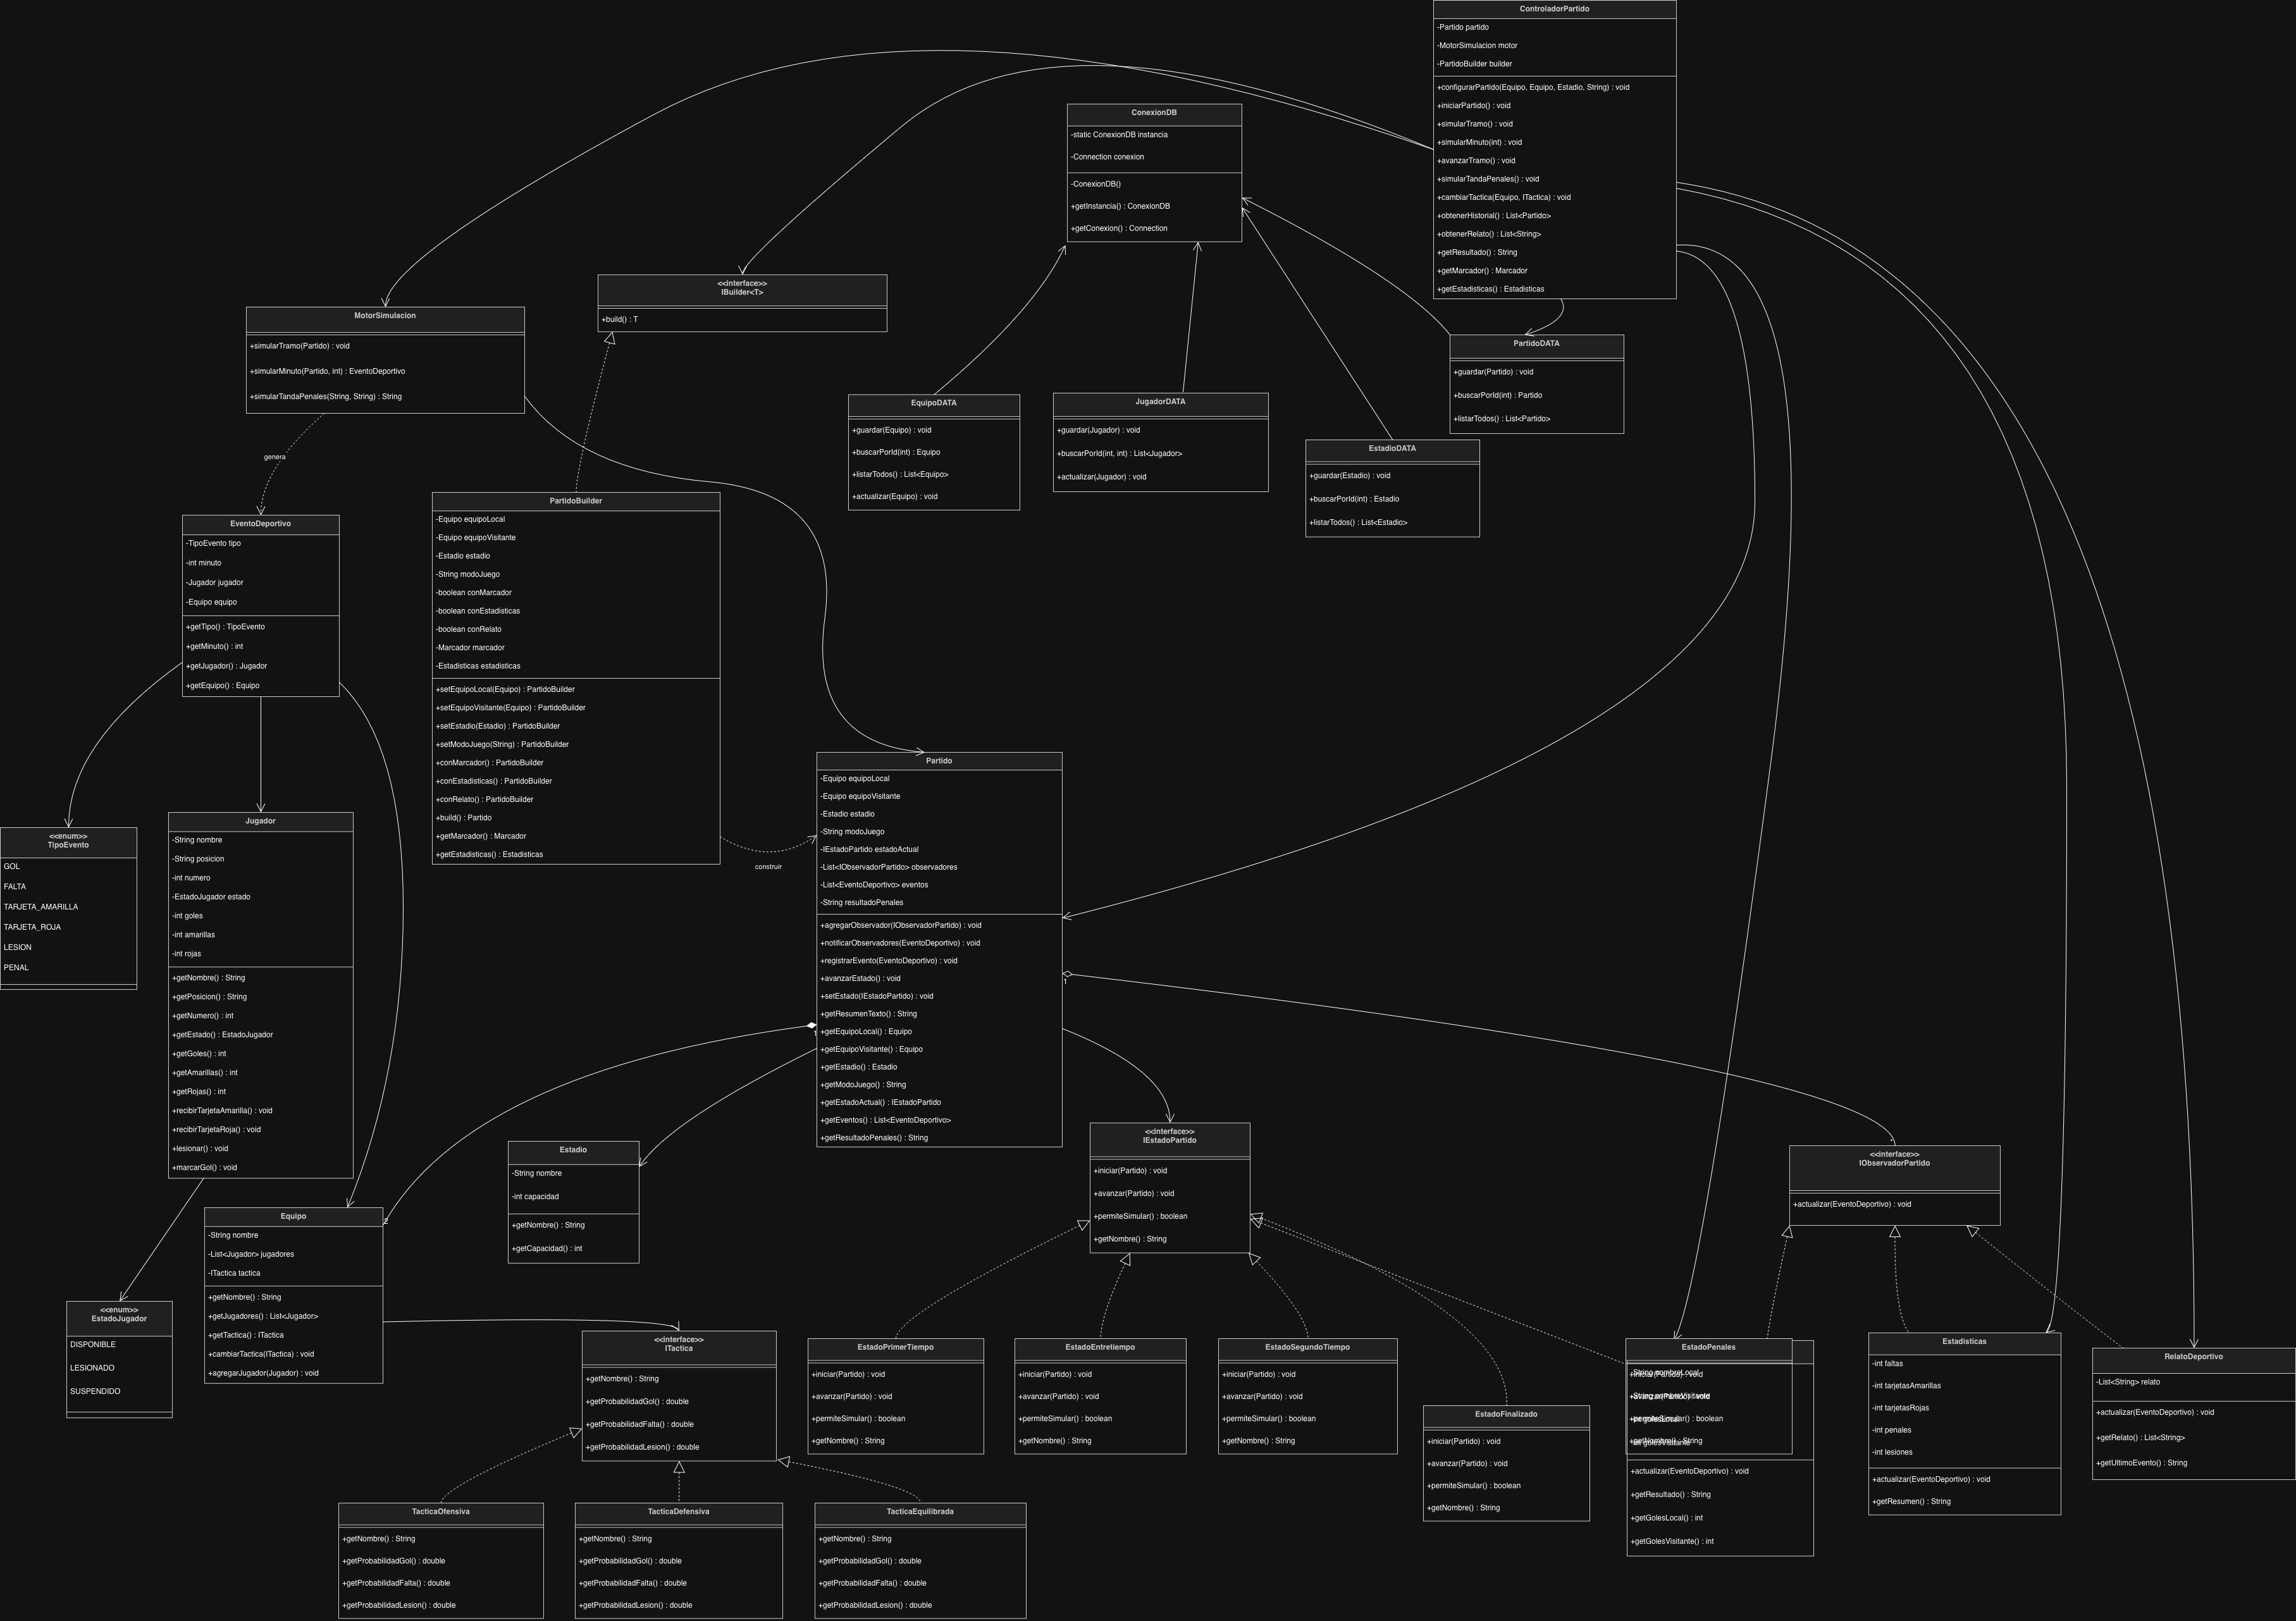 ControladorPartido
-Partido partido
-MotorSimulacion motor
-PartidoBuilder builder
+configurarPartido(Equipo, Equipo, Estadio, String) : void
+iniciarPartido() : void
+simularTramo() : void
+simularMinuto(int) : void
+avanzarTramo() : void
+simularTandaPenales() : void
+cambiarTactica(Equipo, ITactica) : void
+obtenerHistorial() : List<Partido>
+obtenerRelato() : List<String>
+getResultado() : String
+getMarcador() : Marcador
+getEstadisticas() : Estadisticas
ConexionDB
-static ConexionDB instancia
-Connection conexion
-ConexionDB()
+getInstancia() : ConexionDB
+getConexion() : Connection
<<interface>>
IBuilder<T>
+build() : T
MotorSimulacion
+simularTramo(Partido) : void
+simularMinuto(Partido, int) : EventoDeportivo
+simularTandaPenales(String, String) : String
PartidoDATA
+guardar(Partido) : void
+buscarPorId(int) : Partido
+listarTodos() : List<Partido>
EquipoDATA
+guardar(Equipo) : void
+buscarPorId(int) : Equipo
+listarTodos() : List<Equipo>
+actualizar(Equipo) : void
JugadorDATA
+guardar(Jugador) : void
+buscarPorId(int, int) : List<Jugador>
+actualizar(Jugador) : void
EstadioDATA
+guardar(Estadio) : void
+buscarPorId(int) : Estadio
+listarTodos() : List<Estadio>
genera
EventoDeportivo
-TipoEvento tipo
-int minuto
-Jugador jugador
-Equipo equipo
+getTipo() : TipoEvento
+getMinuto() : int
+getJugador() : Jugador
+getEquipo() : Equipo
PartidoBuilder
-Equipo equipoLocal
-Equipo equipoVisitante
-Estadio estadio
-String modoJuego
-boolean conMarcador
-boolean conEstadisticas
-boolean conRelato
-Marcador marcador
-Estadisticas estadisticas
+setEquipoLocal(Equipo) : PartidoBuilder
+setEquipoVisitante(Equipo) : PartidoBuilder
+setEstadio(Estadio) : PartidoBuilder
+setModoJuego(String) : PartidoBuilder
+conMarcador() : PartidoBuilder
+conEstadisticas() : PartidoBuilder
+conRelato() : PartidoBuilder
+build() : Partido
+getMarcador() : Marcador
+getEstadisticas() : Estadisticas
construir
Partido
-Equipo equipoLocal
-Equipo equipoVisitante
-Estadio estadio
-String modoJuego
-IEstadoPartido estadoActual
-List<IObservadorPartido> observadores
-List<EventoDeportivo> eventos
-String resultadoPenales
+agregarObservador(IObservadorPartido) : void
+notificarObservadores(EventoDeportivo) : void
+registrarEvento(EventoDeportivo) : void
+avanzarEstado() : void
+setEstado(IEstadoPartido) : void
+getResumenTexto() : String
+getEquipoLocal() : Equipo
+getEquipoVisitante() : Equipo
+getEstadio() : Estadio
+getModoJuego() : String
+getEstadoActual() : IEstadoPartido
+getEventos() : List<EventoDeportivo>
+getResultadoPenales() : String
1
1
2
*
<<enum>>
TipoEvento
GOL
FALTA
TARJETA_AMARILLA
TARJETA_ROJA
LESION
PENAL
Jugador
-String nombre
-String posicion
-int numero
-EstadoJugador estado
-int goles
-int amarillas
-int rojas
+getNombre() : String
+getPosicion() : String
+getNumero() : int
+getEstado() : EstadoJugador
+getGoles() : int
+getAmarillas() : int
+getRojas() : int
+recibirTarjetaAmarilla() : void
+recibirTarjetaRoja() : void
+lesionar() : void
+marcarGol() : void
Estadio
-String nombre
-int capacidad
+getNombre() : String
+getCapacidad() : int
<<interface>>
IEstadoPartido
+iniciar(Partido) : void
+avanzar(Partido) : void
+permiteSimular() : boolean
+getNombre() : String
<<interface>>
IObservadorPartido
+actualizar(EventoDeportivo) : void
Equipo
-String nombre
-List<Jugador> jugadores
-ITactica tactica
+getNombre() : String
+getJugadores() : List<Jugador>
+getTactica() : ITactica
+cambiarTactica(ITactica) : void
+agregarJugador(Jugador) : void
<<enum>>
EstadoJugador
DISPONIBLE
LESIONADO
SUSPENDIDO
<<interface>>
ITactica
+getNombre() : String
+getProbabilidadGol() : double
+getProbabilidadFalta() : double
+getProbabilidadLesion() : double
EstadoPrimerTiempo
+iniciar(Partido) : void
+avanzar(Partido) : void
+permiteSimular() : boolean
+getNombre() : String
EstadoEntretiempo
+iniciar(Partido) : void
+avanzar(Partido) : void
+permiteSimular() : boolean
+getNombre() : String
EstadoSegundoTiempo
+iniciar(Partido) : void
+avanzar(Partido) : void
+permiteSimular() : boolean
+getNombre() : String
EstadoFinalizado
+iniciar(Partido) : void
+avanzar(Partido) : void
+permiteSimular() : boolean
+getNombre() : String
EstadoPenales
+iniciar(Partido) : void
+avanzar(Partido) : void
+permiteSimular() : boolean
+getNombre() : String
+actualizar(EventoDeportivo) : void
+getResultado() : String
+getGolesLocal() : int
+getGolesVisitante() : int
Estadisticas
-int faltas
-int tarjetasAmarillas
-int tarjetasRojas
-int penales
-int lesiones
+actualizar(EventoDeportivo) : void
+getResumen() : String
RelatoDeportivo
-List<String> relato
+actualizar(EventoDeportivo) : void
+getRelato() : List<String>
+getUltimoEvento() : String
TacticaOfensiva
+getNombre() : String
+getProbabilidadGol() : double
+getProbabilidadFalta() : double
+getProbabilidadLesion() : double
TacticaDefensiva
+getNombre() : String
+getProbabilidadGol() : double
+getProbabilidadFalta() : double
+getProbabilidadLesion() : double
TacticaEquilibrada
+getNombre() : String
+getProbabilidadGol() : double
+getProbabilidadFalta() : double
+getProbabilidadLesion() : double